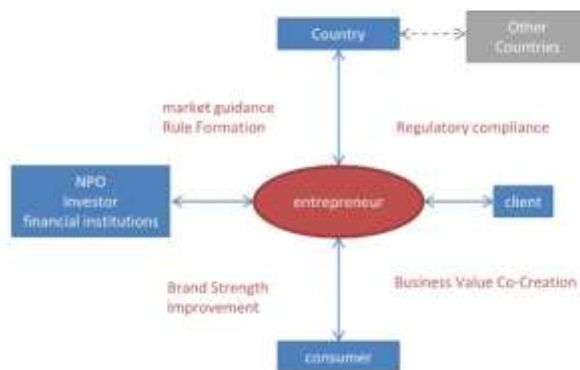 Country
Other
Countries
market guidance
Rule Formation
Regulatory compliance
NPO
Investor
financial institutions
entrepreneur
client
Brand Strength
Improvement
Business Value Co-Creation
consumer